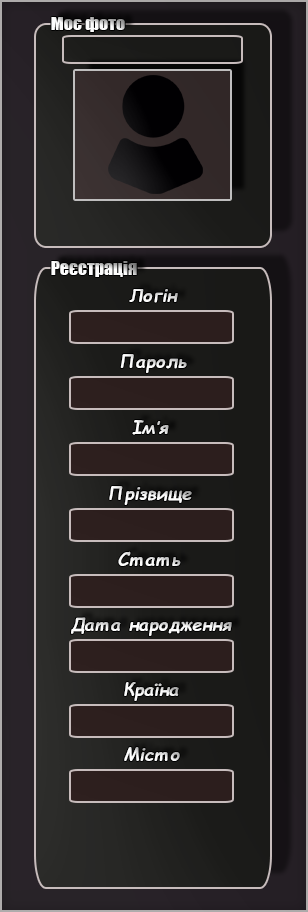 Моє фото
Реєстрація
Логін
Пароль
Ім'я
Прізвище
Стать
Дата народження
Країна
Місто